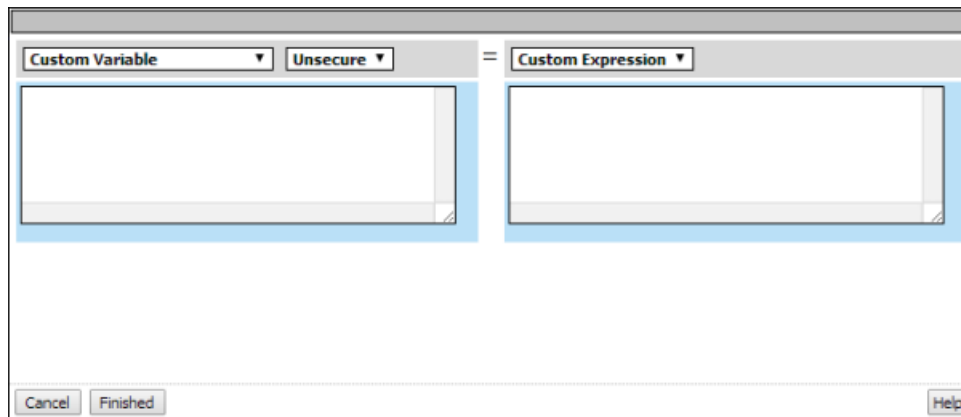 Custom Variable Unsecure = Custom Expression
Cancel Finished Help